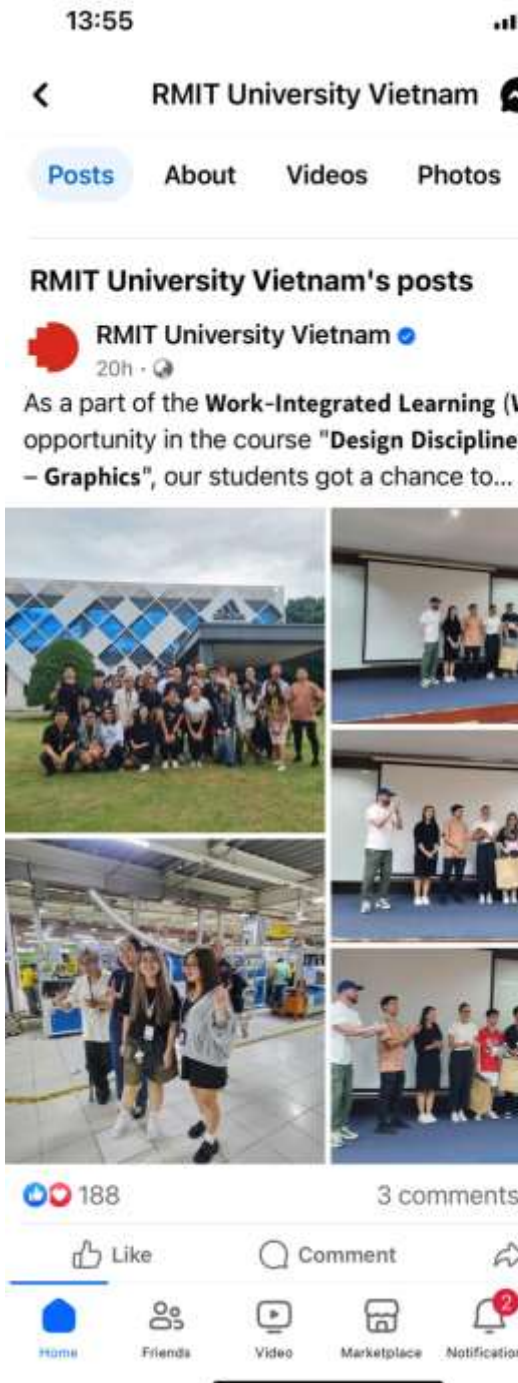 13:55
RMIT University Vietnam
Posts About Videos Photos
RMIT University Vietnam's posts
RMIT University Vietnam
20h
As a part of the Work-Integrated Learning (
opportunity in the course "Design Discipline
– Graphics", our students got a chance to...
188 3 comments
Like Comment
2
Home Friends Video Marketplace Notification